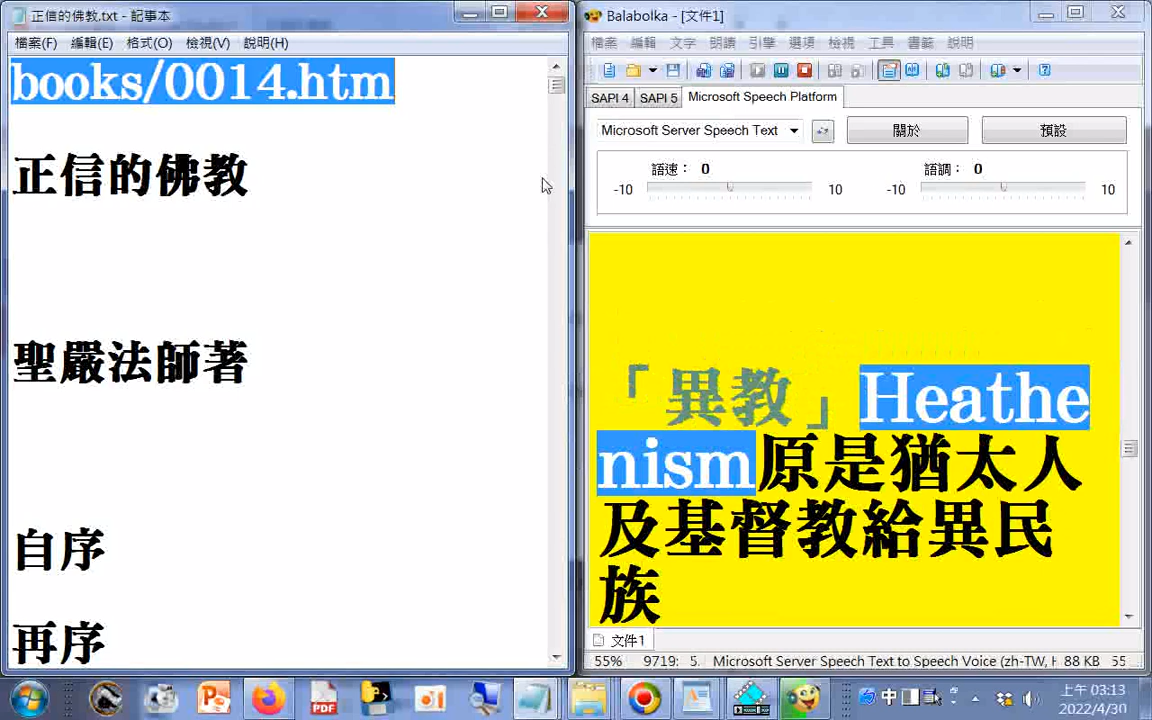 正信的佛教.txt - 記事本
檔案(F) 編輯(E) 格式(O) 檢視(V) 說明(H)
books/0014.htm
正信的佛教
聖嚴法師著
自序
再序
Balabolka - [文件1]
檔案 編輯 文字 朗讀 引擎 選項 檢視 工具 書籤 說明
SAPI 4 SAPI 5 Microsoft Speech Platform
Microsoft Server Speech Text 關於 預設
語速： 0 語調： 0
-10 10 -10 10
「異教」Heathe
nism原是猶太人
及基督教給異民
族
文件1
55% 9719: 5. Microsoft Server Speech Text to Speech Voice (zh-TW, H 88 KB 55
中
上午 03:13
2022/4/30